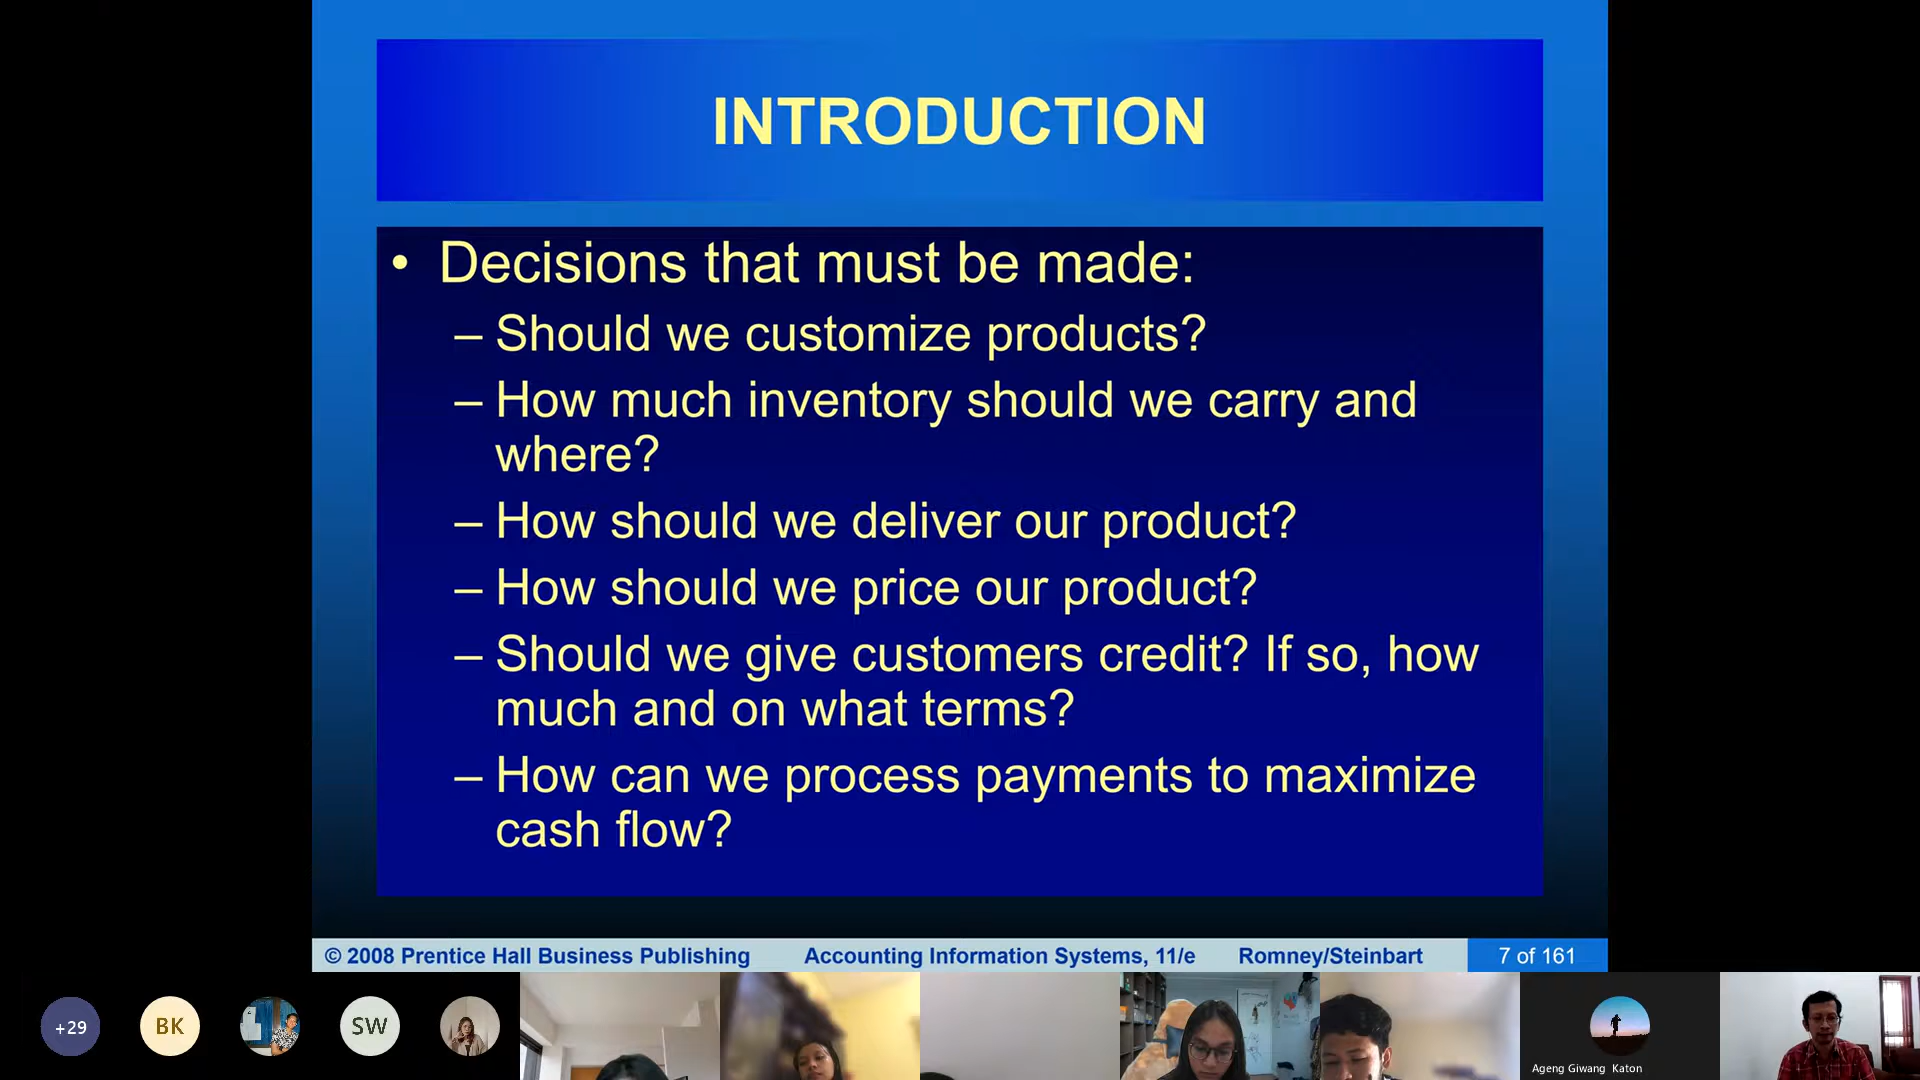 INTRODUCTION
• Decisions that must be made:
– Should we customize products?
– How much inventory should we carry and
where?
– How should we deliver our product?
– How should we price our product?
– Should we give customers credit? If so, how
much and on what terms?
– How can we process payments to maximize
cash flow?
© 2008 Prentice Hall Business Publishing Accounting Information Systems, 11/e Romney/Steinbart 7 of 161
+29 BK SW
Ageng Giwang Katon